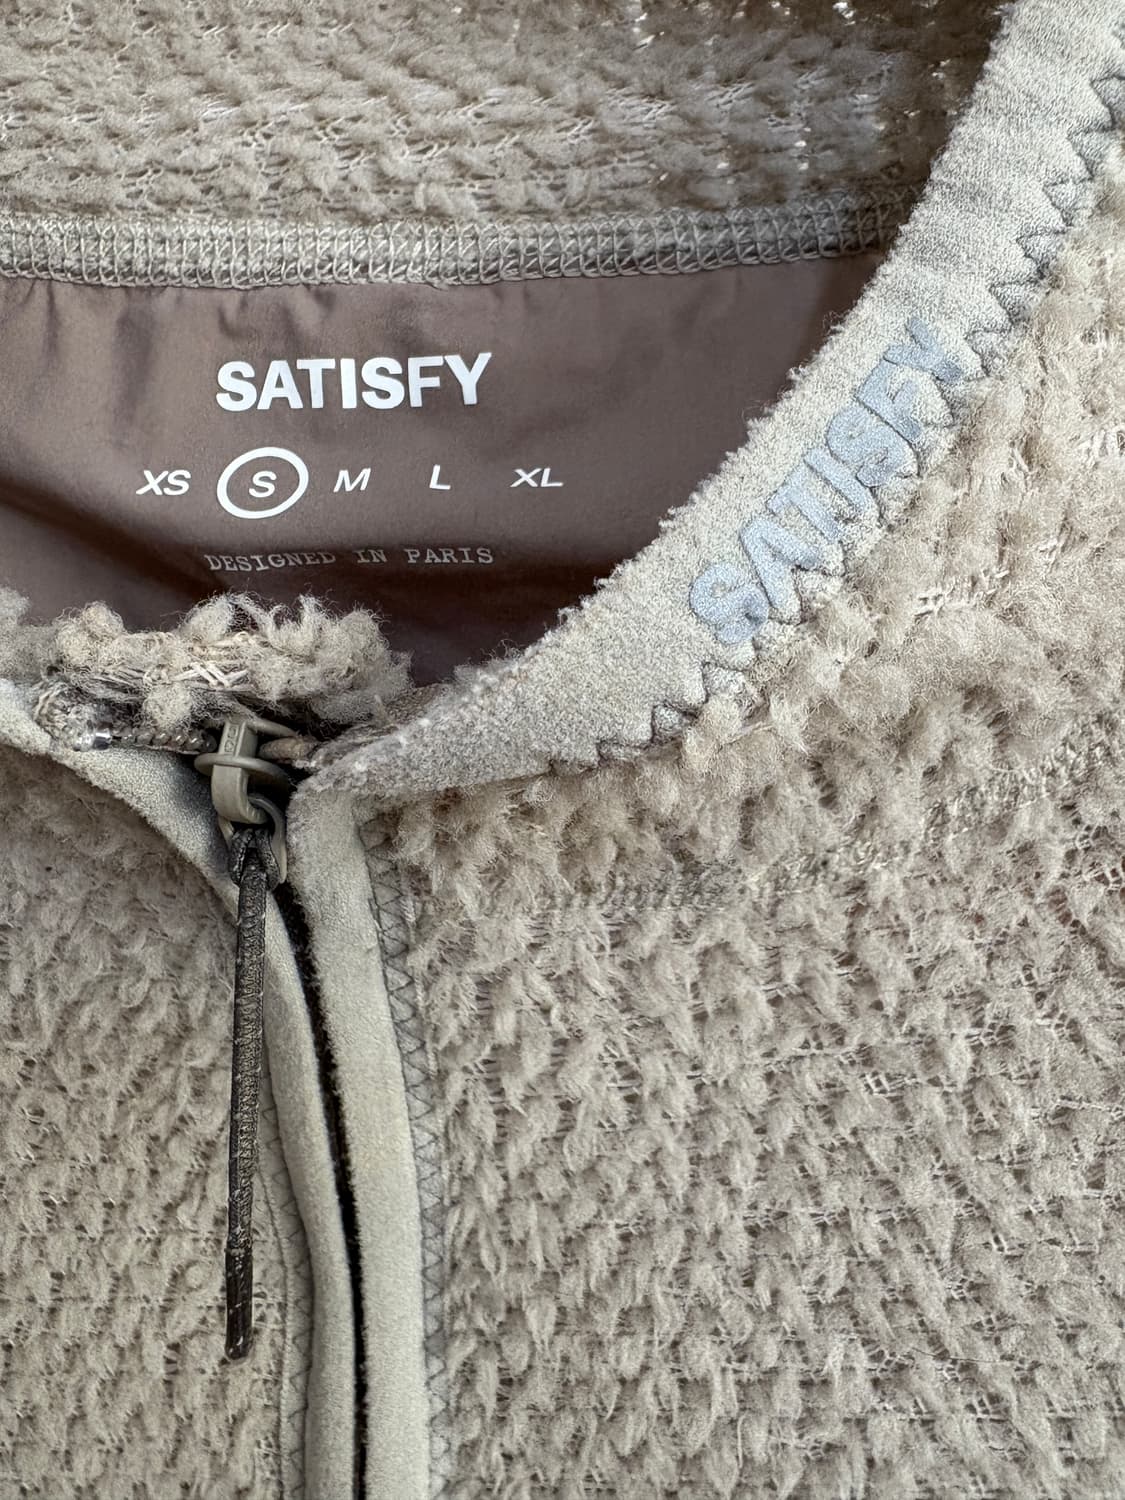 SATISFY
XS S M L XL
DESIGNED IN PARIS
SATISFY